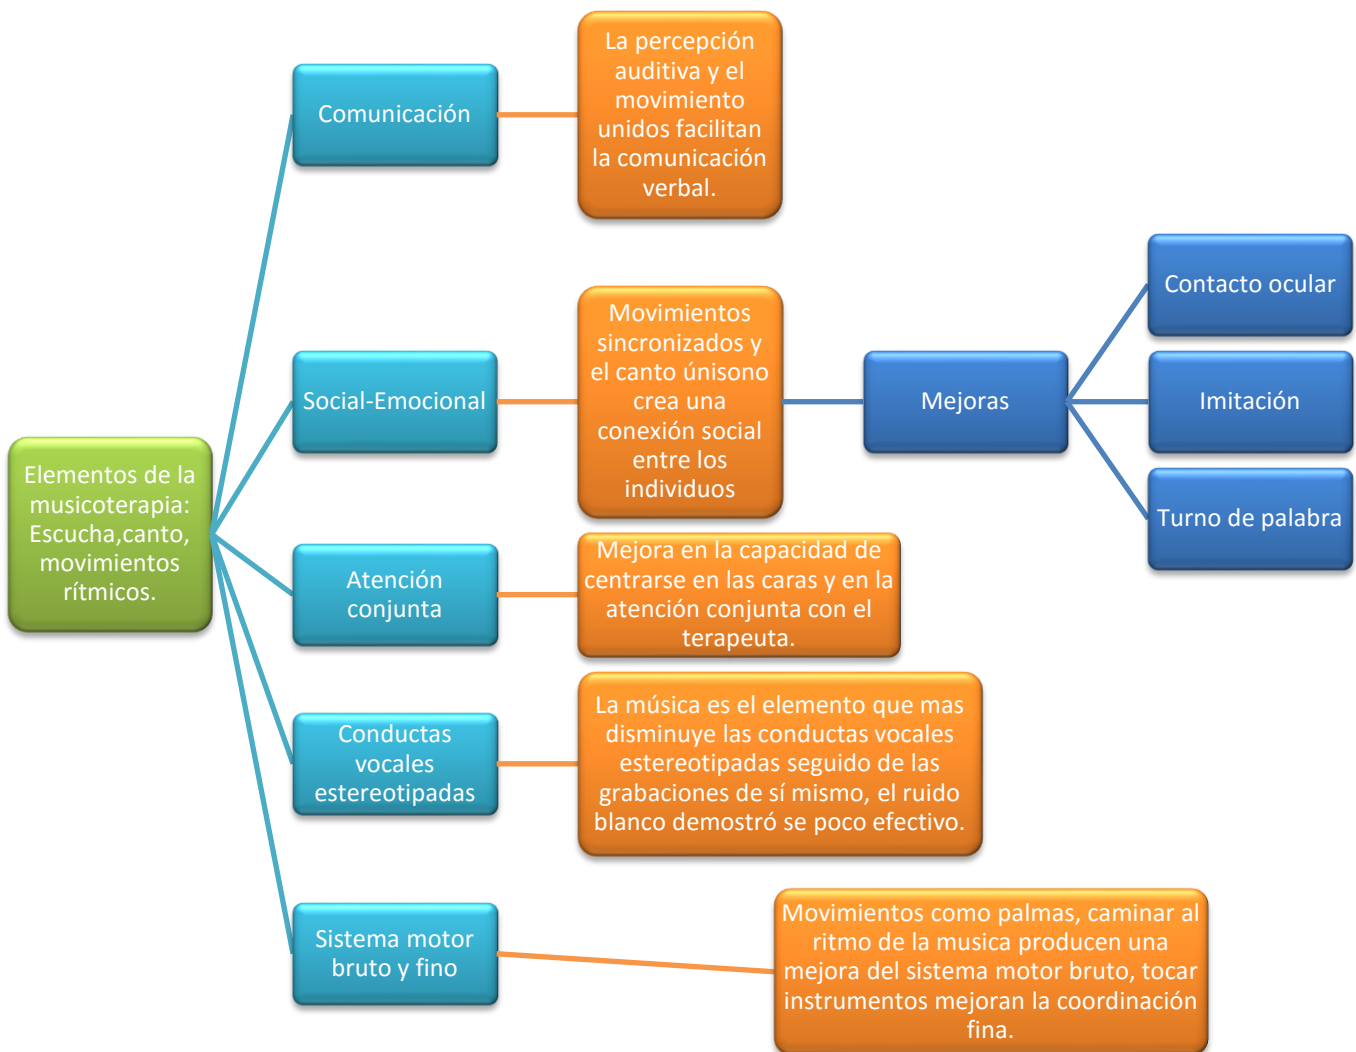 Elementos de la
musicoterapia:
Escucha,canto,
movimientos
rítmicos.
Comunicación
La percepción
auditiva y el
movimiento
unidos facilitan
la comunicación
verbal.
Social-Emocional
Movimientos
sincronizados y
el canto únisono
crea una
conexión social
entre los
individuos
Mejoras
Contacto ocular
Imitación
Turno de palabra
Atención
conjunta
Mejora en la capacidad de
centrarse en las caras y en la
atención conjunta con el
terapeuta.
Conductas
vocales
estereotipadas
La música es el elemento que mas
disminuye las conductas vocales
estereotipadas seguido de las
grabaciones de sí mismo, el ruido
blanco demostró se poco efectivo.
Sistema motor
bruto y fino
Movimientos como palmas, caminar al
ritmo de la musica producen una
mejora del sistema motor bruto, tocar
instrumentos mejoran la coordinación
fina.